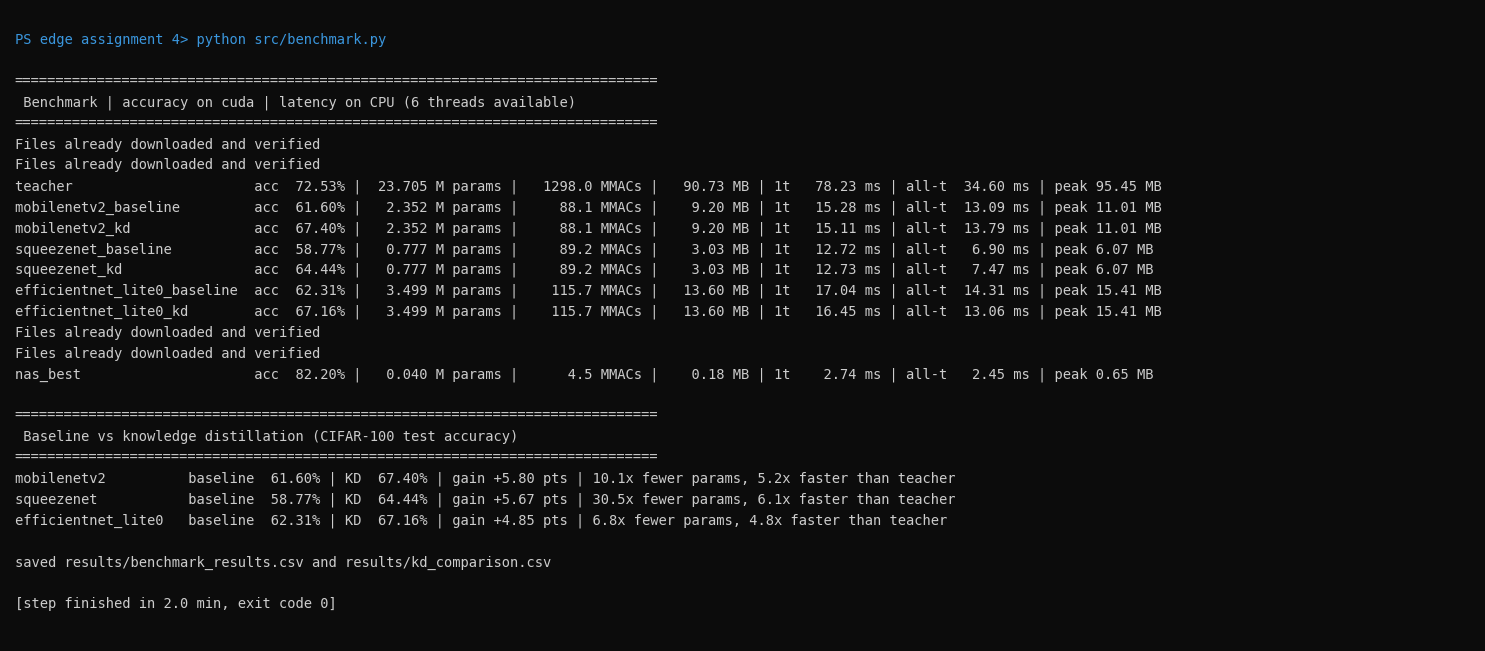 PS edge assignment 4> python src/benchmark.py
==============================================================================
 Benchmark | accuracy on cuda | latency on CPU (6 threads available)
==============================================================================
Files already downloaded and verified
Files already downloaded and verified
teacher                      acc  72.53% |  23.705 M params |   1298.0 MMACs |   90.73 MB | 1t   78.23 ms | all-t  34.60 ms | peak 95.45 MB
mobilenetv2_baseline         acc  61.60% |   2.352 M params |     88.1 MMACs |    9.20 MB | 1t   15.28 ms | all-t  13.09 ms | peak 11.01 MB
mobilenetv2_kd               acc  67.40% |   2.352 M params |     88.1 MMACs |    9.20 MB | 1t   15.11 ms | all-t  13.79 ms | peak 11.01 MB
squeezenet_baseline          acc  58.77% |   0.777 M params |     89.2 MMACs |    3.03 MB | 1t   12.72 ms | all-t   6.90 ms | peak 6.07 MB
squeezenet_kd                acc  64.44% |   0.777 M params |     89.2 MMACs |    3.03 MB | 1t   12.73 ms | all-t   7.47 ms | peak 6.07 MB
efficientnet_lite0_baseline  acc  62.31% |   3.499 M params |    115.7 MMACs |   13.60 MB | 1t   17.04 ms | all-t  14.31 ms | peak 15.41 MB
efficientnet_lite0_kd        acc  67.16% |   3.499 M params |    115.7 MMACs |   13.60 MB | 1t   16.45 ms | all-t  13.06 ms | peak 15.41 MB
Files already downloaded and verified
Files already downloaded and verified
nas_best                     acc  82.20% |   0.040 M params |      4.5 MMACs |    0.18 MB | 1t    2.74 ms | all-t   2.45 ms | peak 0.65 MB
==============================================================================
 Baseline vs knowledge distillation (CIFAR-100 test accuracy)
==============================================================================
mobilenetv2          baseline  61.60% | KD  67.40% | gain +5.80 pts | 10.1x fewer params, 5.2x faster than teacher
squeezenet           baseline  58.77% | KD  64.44% | gain +5.67 pts | 30.5x fewer params, 6.1x faster than teacher
efficientnet_lite0   baseline  62.31% | KD  67.16% | gain +4.85 pts | 6.8x fewer params, 4.8x faster than teacher
saved results/benchmark_results.csv and results/kd_comparison.csv
[step finished in 2.0 min, exit code 0]